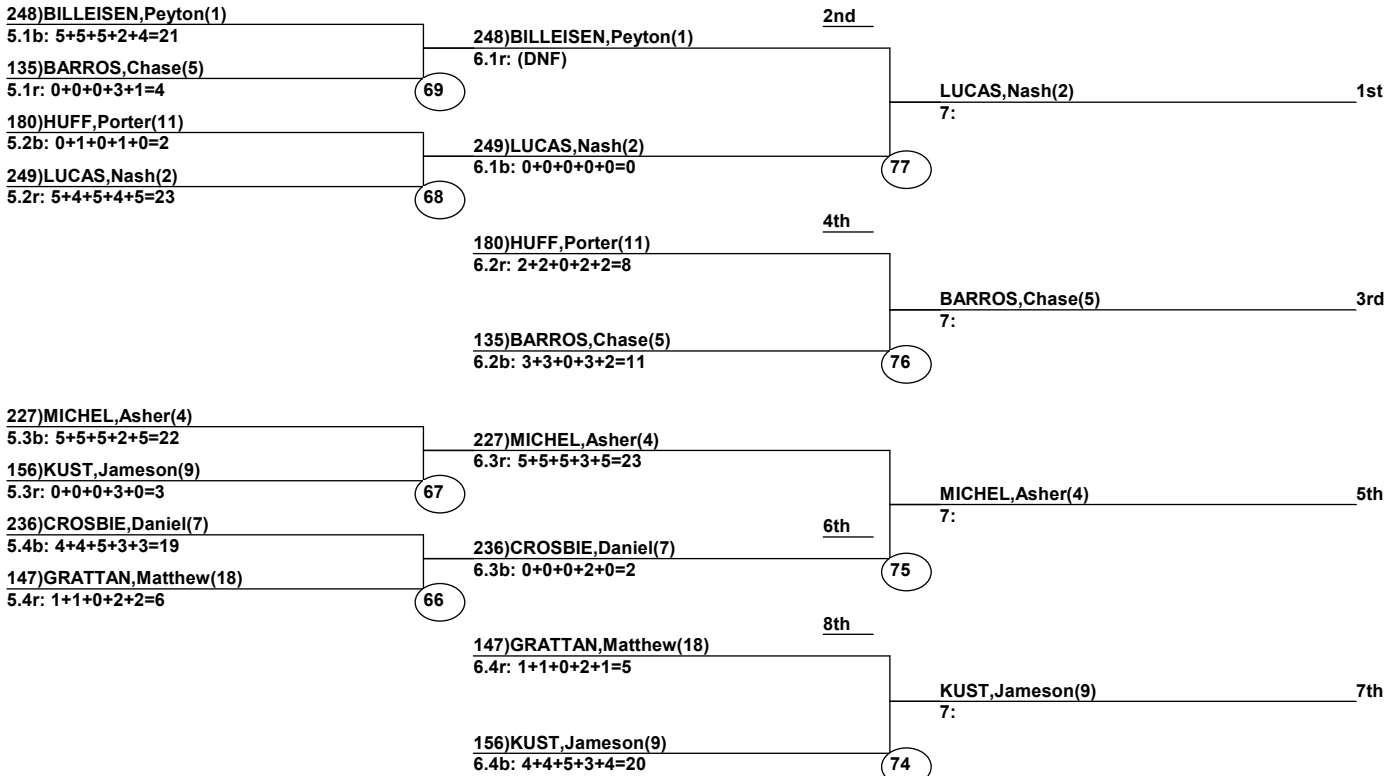 248)BILLEISEN,Peyton(1)
5.1b: 5+5+5+2+4=21
135)BARROS,Chase(5)
5.1r: 0+0+0+3+1=4
69
180)HUFF,Porter(11)
5.2b: 0+1+0+1+0=2
249)LUCAS,Nash(2)
5.2r: 5+4+5+4+5=23
68
2nd
248)BILLEISEN,Peyton(1)
6.1r: (DNF)
249)LUCAS,Nash(2)
6.1b: 0+0+0+0+0=0
77
LUCAS,Nash(2)
7:
1st
4th
180)HUFF,Porter(11)
6.2r: 2+2+0+2+2=8
135)BARROS,Chase(5)
6.2b: 3+3+0+3+2=11
76
BARROS,Chase(5)
7:
3rd
227)MICHEL,Asher(4)
5.3b: 5+5+5+2+5=22
156)KUST,Jameson(9)
5.3r: 0+0+0+3+0=3
67
236)CROSBIE,Daniel(7)
5.4b: 4+4+5+3+3=19
147)GRATTAN,Matthew(18)
5.4r: 1+1+0+2+2=6
66
227)MICHEL,Asher(4)
6.3r: 5+5+5+3+5=23
6th
236)CROSBIE,Daniel(7)
6.3b: 0+0+0+2+0=2
75
MICHEL,Asher(4)
7:
5th
8th
147)GRATTAN,Matthew(18)
6.4r: 1+1+0+2+1=5
156)KUST,Jameson(9)
6.4b: 4+4+5+3+4=20
74
KUST,Jameson(9)
7:
7th